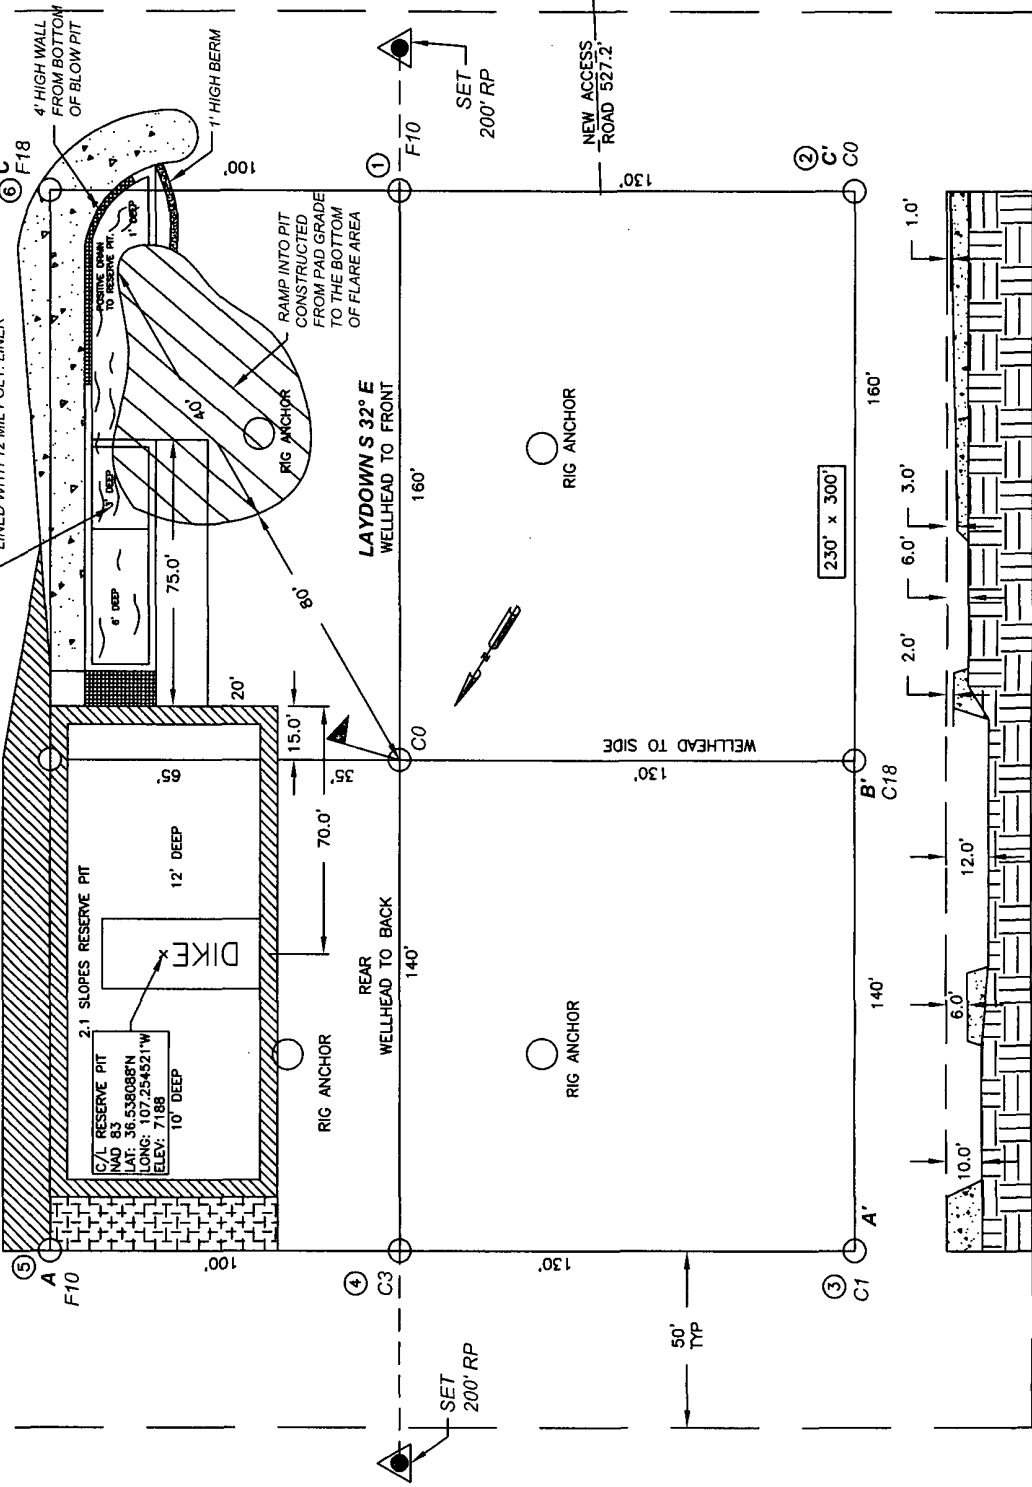 LINED WITH 12 MIL POLY. LINER
4' HIGH WALL
FROM BOTTOM
OF BLOW PIT
1' HIGH BERM
6
C
F18
100'
POSITIVE DRAIN
TO RESERVE PIT.
1' DEEP
3' DEEP
6' DEEP
75.0'
40'
RIG ANCHOR
RAMP INTO PIT
CONSTRUCTED
FROM PAD GRADE
TO THE BOTTOM
OF FLARE AREA
SET
200' RP
1
F10
NEW ACCESS
ROAD 527.2'
LAYDOWN S 32° E
WELLHEAD TO FRONT
160'
80'
20'
15.0'
70.0'
65'
35'
C0
2.1 SLOPES RESERVE PIT
12' DEEP
DIKE
C/L RESERVE PIT
NAD 83
LAT: 36.538088°N
LONG: 107.254521°W
ELEV: 7188
10' DEEP
RIG ANCHOR
REAR
WELLHEAD TO BACK
140'
5
A
F10
100'
4
C3
SET
200' RP
130'
RIG ANCHOR
WELLHEAD TO SIDE
130'
N
RIG ANCHOR
130'
2
C'
C0
160'
230' x 300'
B'
C18
140'
3
A'
C1
50'
TYP
1.0'
3.0'
6.0'
2.0'
12.0'
6.0'
10.0'